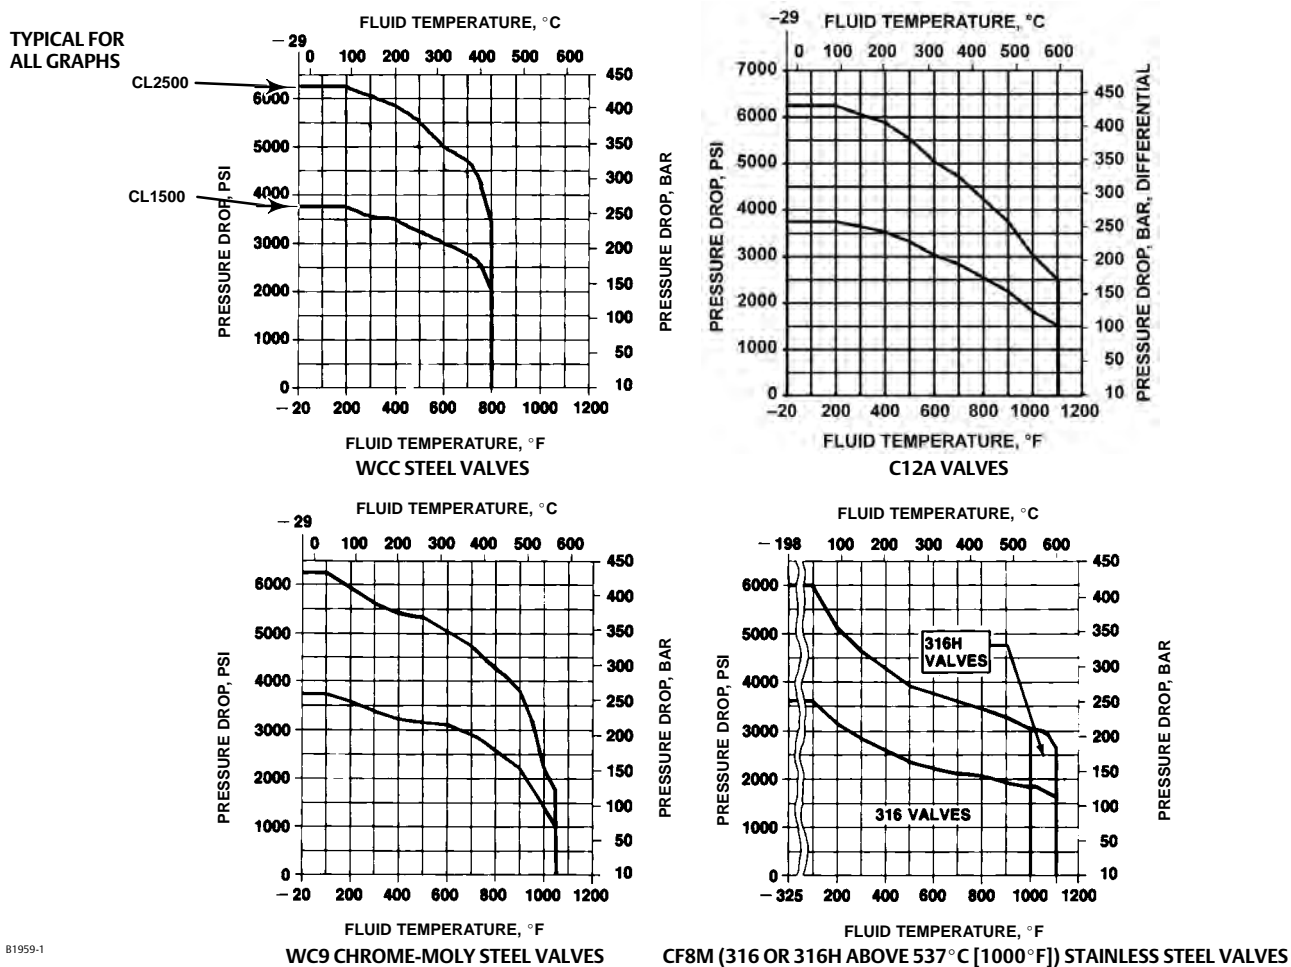 TYPICAL FOR
ALL GRAPHS
CL2500
CL1500
FLUID TEMPERATURE, °C
−29
0 100 200 300 400 500 600
6000
5000
4000
3000
2000
1000
0
PRESSURE DROP, PSI
450
400
350
300
250
200
150
100
50
10
PRESSURE DROP, BAR
−20 200 400 600 800 1000 1200
FLUID TEMPERATURE, °F
WCC STEEL VALVES
FLUID TEMPERATURE, °C
−29
0 100 200 300 400 500 600
7000
6000
5000
4000
3000
2000
1000
0
PRESSURE DROP, PSI
450
400
350
300
250
200
150
100
50
10
PRESSURE DROP, BAR, DIFFERENTIAL
−20 200 400 600 800 1000 1200
FLUID TEMPERATURE, °F
C12A VALVES
FLUID TEMPERATURE, °C
−29
0 100 200 300 400 500 600
6000
5000
4000
3000
2000
1000
0
PRESSURE DROP, PSI
450
400
350
300
250
200
150
100
50
10
PRESSURE DROP, BAR
−20 200 400 600 800 1000 1200
FLUID TEMPERATURE, °F
WC9 CHROME-MOLY STEEL VALVES
FLUID TEMPERATURE, °C
−198 100 200 300 400 500 600
6000
5000
4000
3000
2000
1000
0
PRESSURE DROP, PSI
316H
VALVES
316 VALVES
450
400
350
300
250
200
150
100
50
10
PRESSURE DROP, BAR
−325 200 400 600 800 1000 1200
FLUID TEMPERATURE, °F
CF8M (316 OR 316H ABOVE 537°C [1000°F]) STAINLESS STEEL VALVES
B1959-1